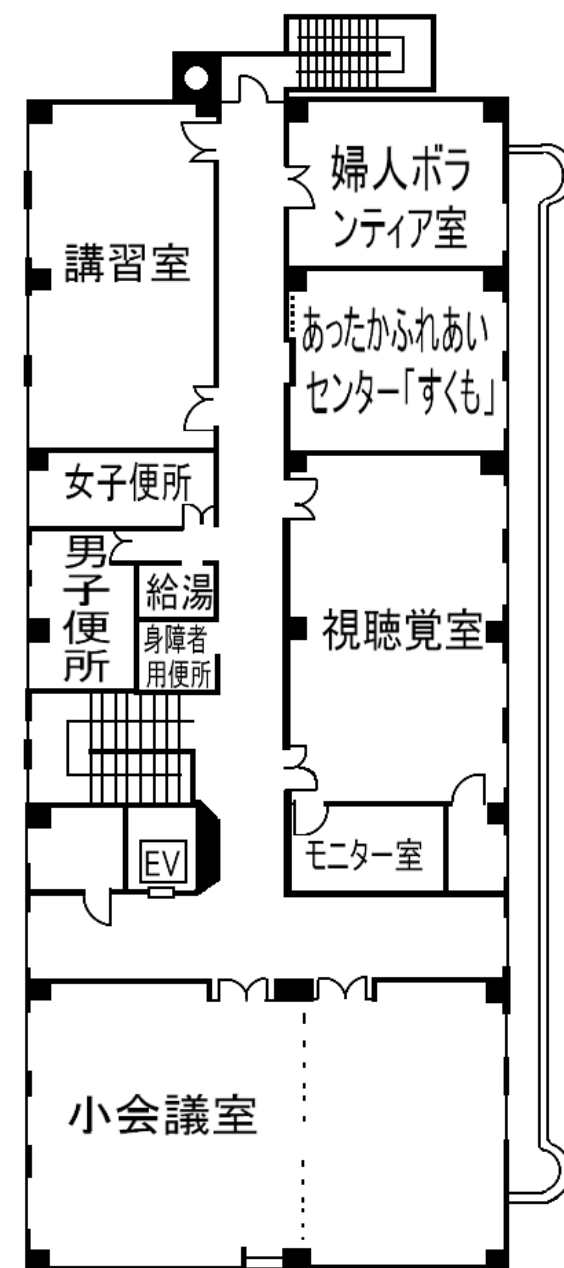 婦人ボラ
ンティア室
講習室
あったかふれあい
センター「すくも」
女子便所
男子便所
給湯
身障者
用便所
視聴覚室
EV
モニター室
小会議室